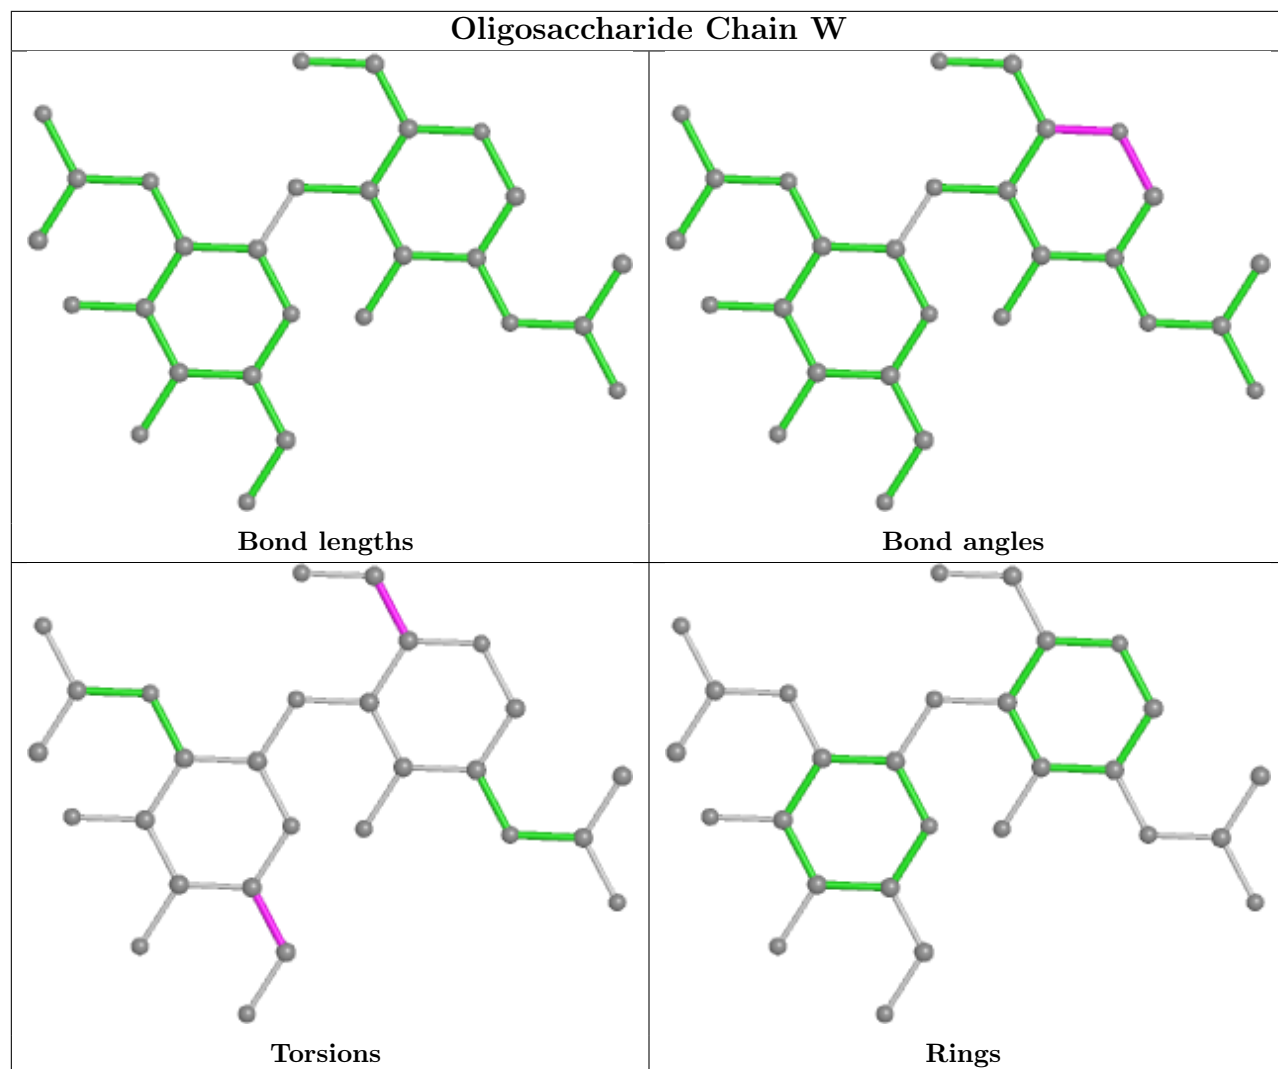 Oligosaccharide Chain W
Bond lengths
Bond angles
Torsions
Rings